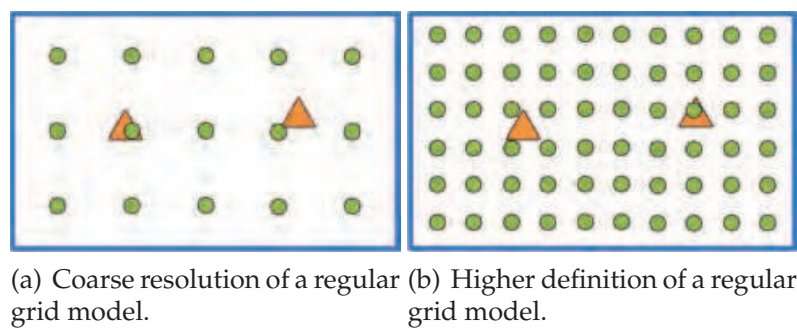 (a) Coarse resolution of a regular
grid model.
(b) Higher definition of a regular
grid model.